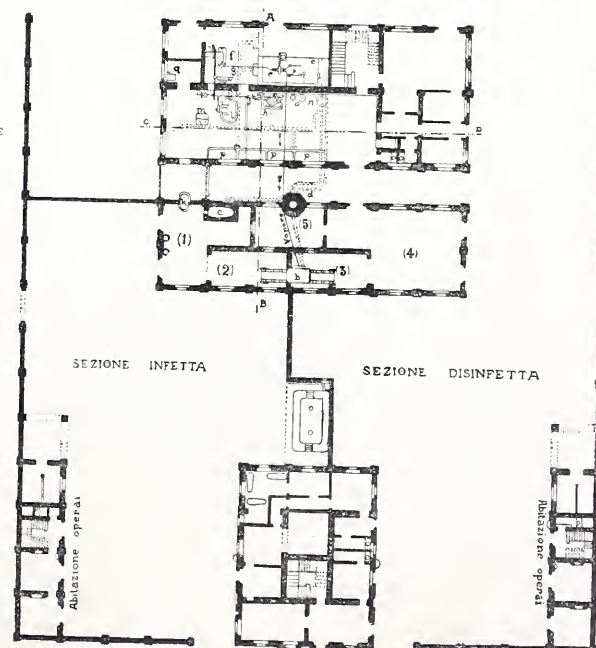 A
f
e
e
q
n
C
D
p
p
p
d
c
(1)
(5)
(2)
(3)
(4)
b
B
SEZIONE INFETTA
SEZIONE DISINFETTA
Abitazione operai
Abitazione operai